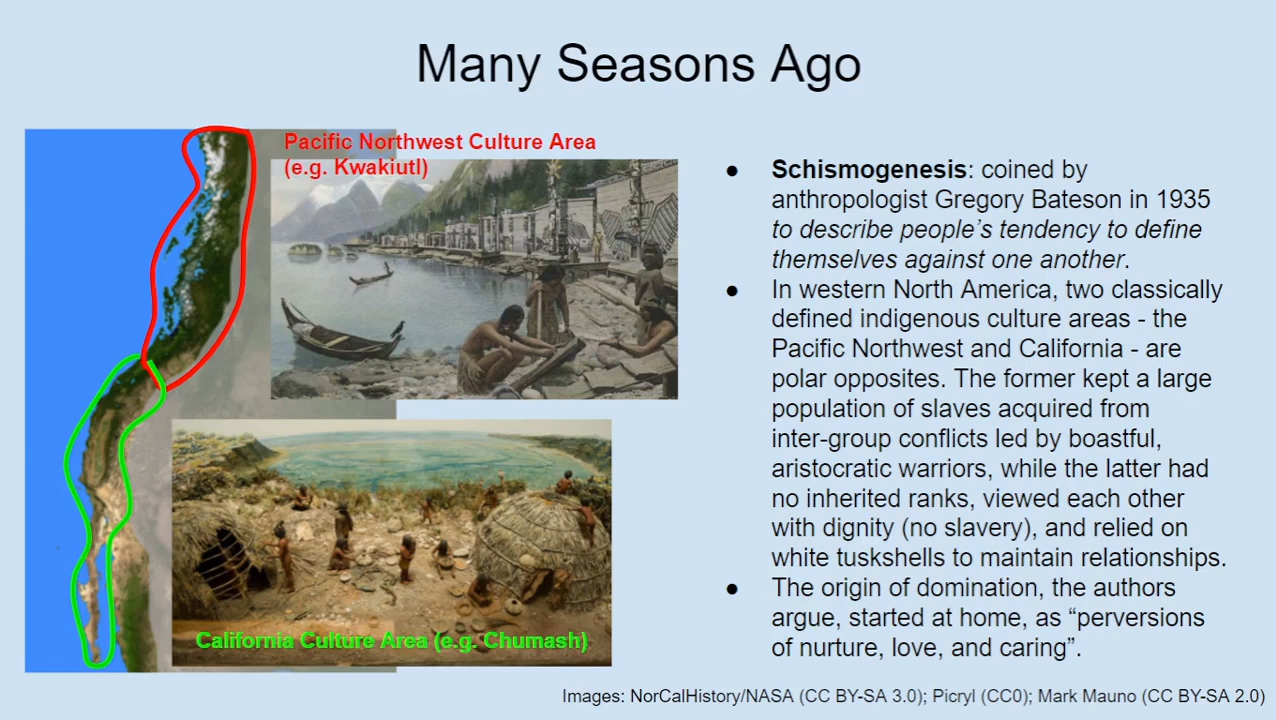 Many Seasons Ago
Pacific Northwest Culture Area
(e.g. Kwakiutl)
California Culture Area (e.g. Chumash)
● Schismogenesis: coined by
anthropologist Gregory Bateson in 1935
to describe people's tendency to define
themselves against one another.
● In western North America, two classically
defined indigenous culture areas - the
Pacific Northwest and California - are
polar opposites. The former kept a large
population of slaves acquired from
inter-group conflicts led by boastful,
aristocratic warriors, while the latter had
no inherited ranks, viewed each other
with dignity (no slavery), and relied on
white tuskshells to maintain relationships.
● The origin of domination, the authors
argue, started at home, as “perversions
of nurture, love, and caring”.
Images: NorCalHistory/NASA (CC BY-SA 3.0); Picryl (CC0); Mark Mauno (CC BY-SA 2.0)